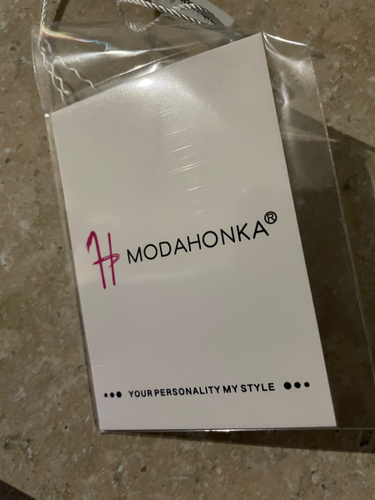 H MODAHONKA®
••• YOUR PERSONALITY MY STYLE •••